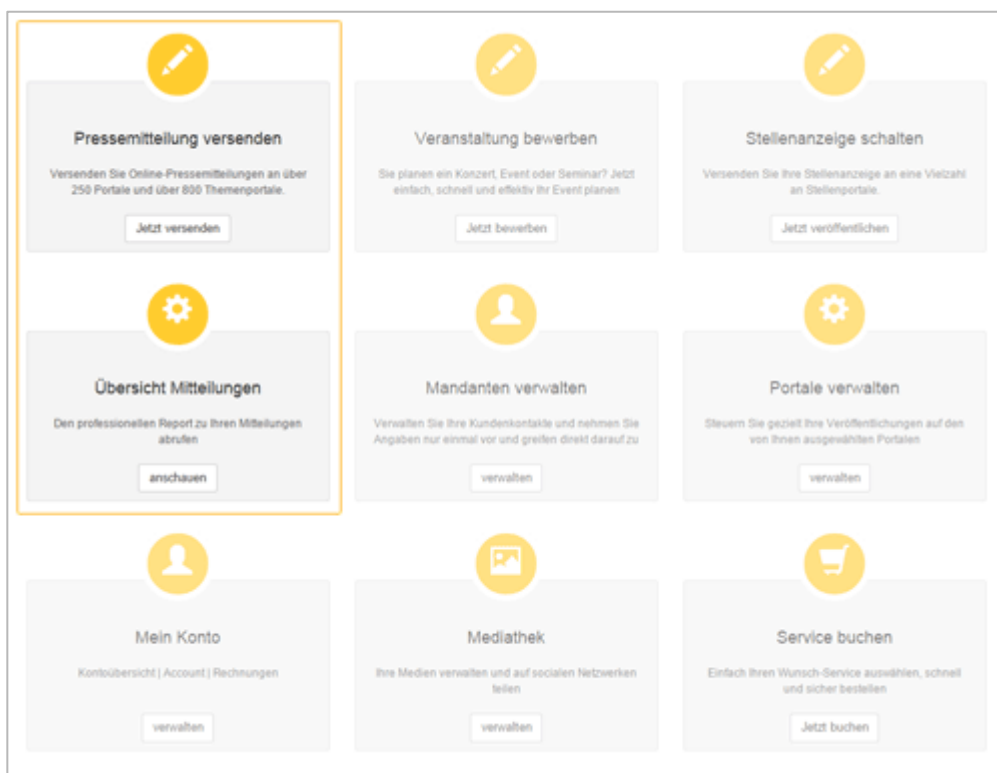 Pressemitteilung versenden
Versenden Sie Online-Pressemitteilungen an über
250 Portale und über 800 Themenportale.
Jetzt versenden
Veranstaltung bewerben
Sie planen ein Konzert, Event oder Seminar? Jetzt
einfach, schnell und effektiv Ihr Event planen
Jetzt bewerben
Stellenanzeige schalten
Versenden Sie Ihre Stellenanzeige an eine Vielzahl
an Stellenportale.
Jetzt veröffentlichen
Übersicht Mitteilungen
Den professionellen Report zu Ihren Mitteilungen
abrufen
anschauen
Mandanten verwalten
Verwalten Sie Ihre Kundenkontakte und nehmen Sie
Angaben nur einmal vor und greifen direkt darauf zu
verwalten
Portale verwalten
Steuern Sie gezielt Ihre Veröffentlichungen auf den
von Ihnen ausgewählten Portalen
verwalten
Mein Konto
Kontoübersicht | Account | Rechnungen
verwalten
Mediathek
Ihre Medien verwalten und auf socialen Netzwerken
teilen
verwalten
Service buchen
Einfach Ihren Wunsch-Service auswählen, schnell
und sicher bestellen
Jetzt buchen